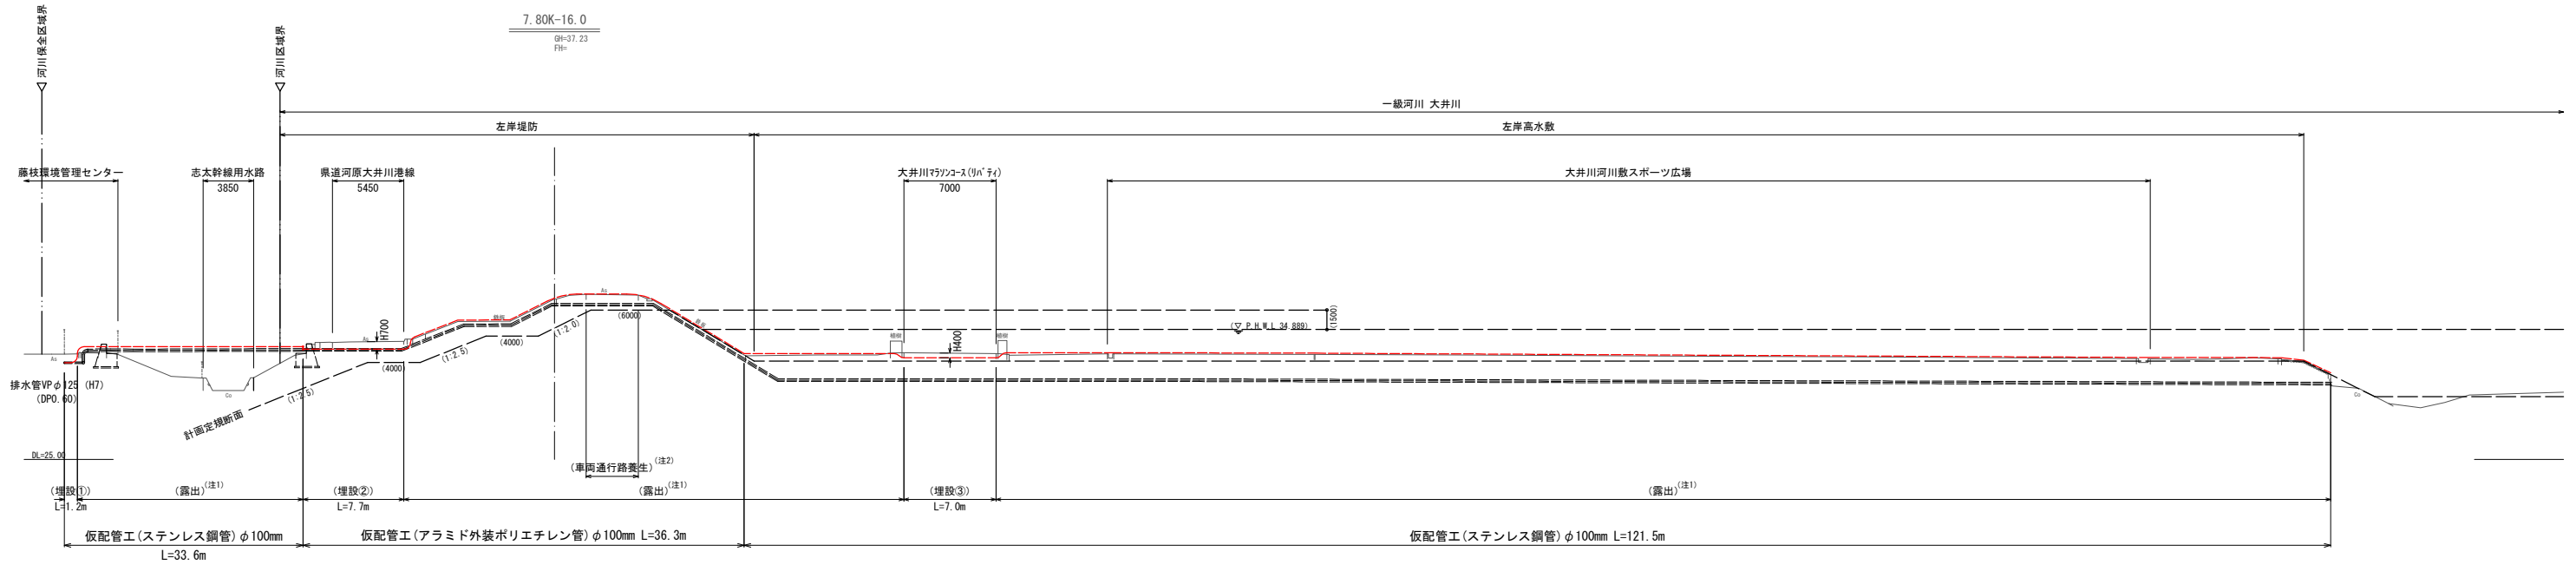 河川保全区域界
河川区域界
7.80K-16.0
GH=37.23
FH=
一級河川 大井川
左岸堤防
左岸高水敷
藤枝環境管理センター
志太幹線用水路
3850
県道河原大井川港線
5450
大井川マラソンコース(リバティ)
7000
大井川河川敷スポーツ広場
As
As
As
H700
(1:2.0)
(6000)
(4000)
(1:2.5)
(4000)
(1:2.5)
植樹
植樹
H400
(▽ P.H.W.L 34.889)
(1500)
Co
Co
排水管VPφ125 (H7)
(DP0.60)
計画定規断面
DL=25.00
(車両通行路養生)(注2)
(埋設①)
L=1.2m
(露出)(注1)
(埋設②)
L=7.7m
(露出)(注1)
(埋設③)
L=7.0m
(露出)(注1)
仮配管工(ステンレス鋼管)φ100mm
L=33.6m
仮配管工(アラミド外装ポリエチレン管)φ100mm L=36.3m
仮配管工(ステンレス鋼管)φ100mm L=121.5m